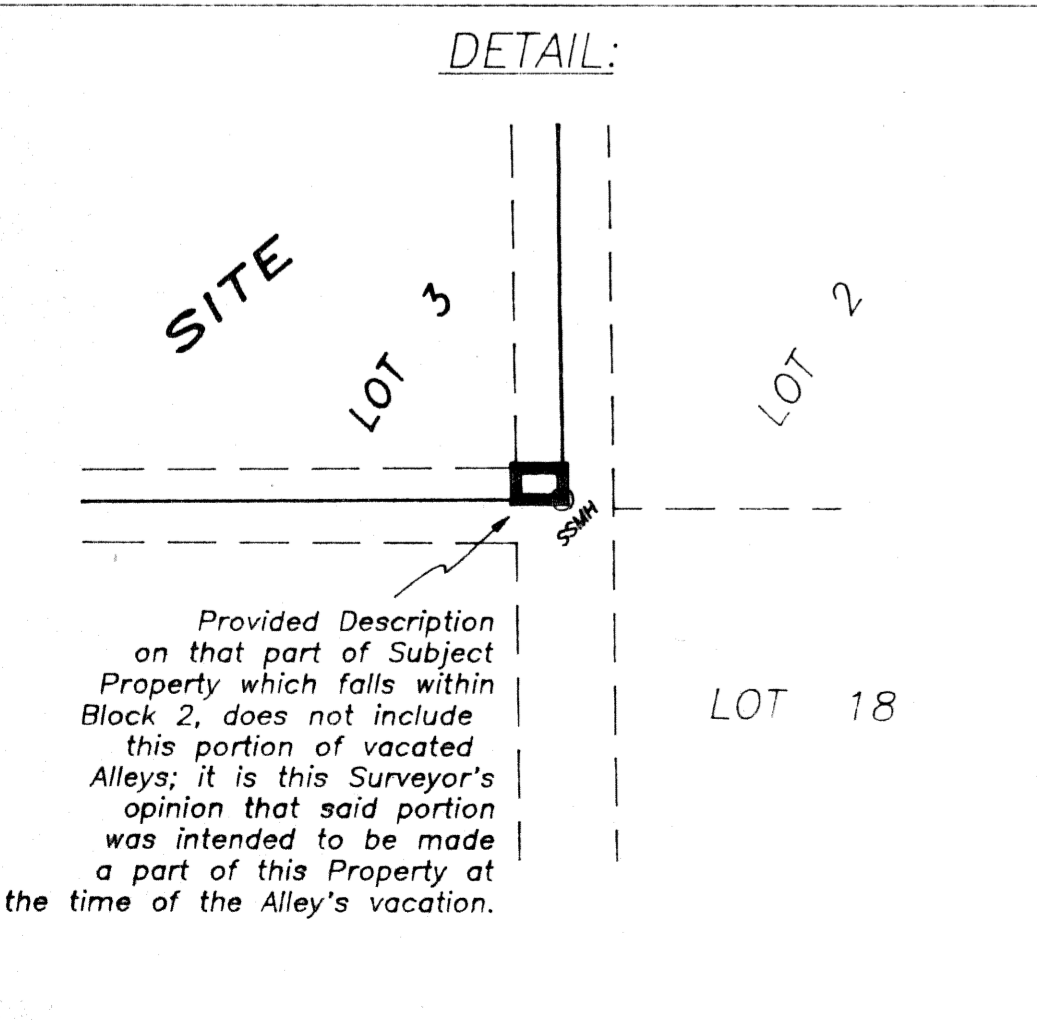 DETAIL:
SITE
LOT 3
LOT 2
SSMH
Provided Description
on that part of Subject
Property which falls within
Block 2, does not include
this portion of vacated
Alleys; it is this Surveyor's
opinion that said portion
was intended to be made
a part of this Property at
the time of the Alley's vacation.
LOT 18